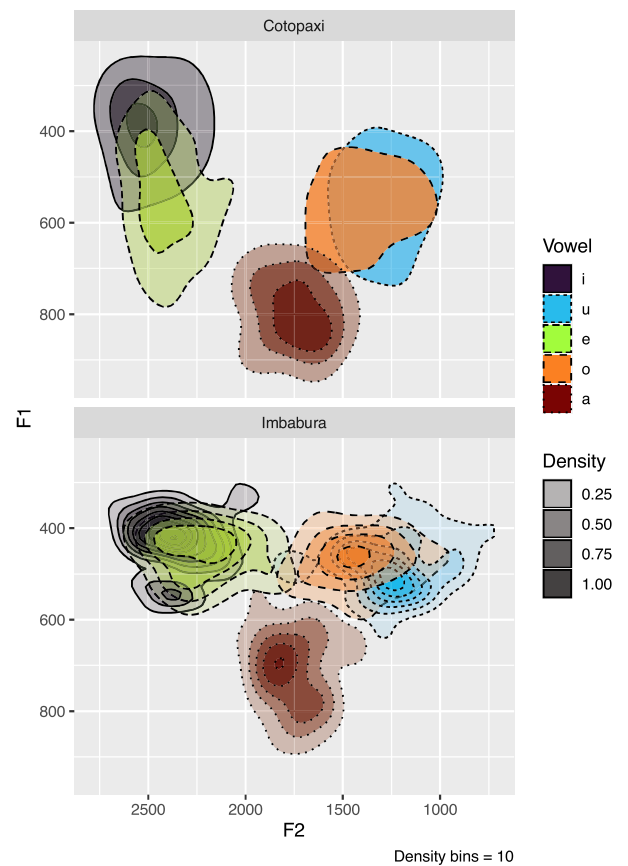 Cotopaxi
400
600
800
Imbabura
400
600
800
2500
2000
1500
1000
F1
F2
Vowel
i
u
e
o
a
Density
0.25
0.50
0.75
1.00
Density bins = 10